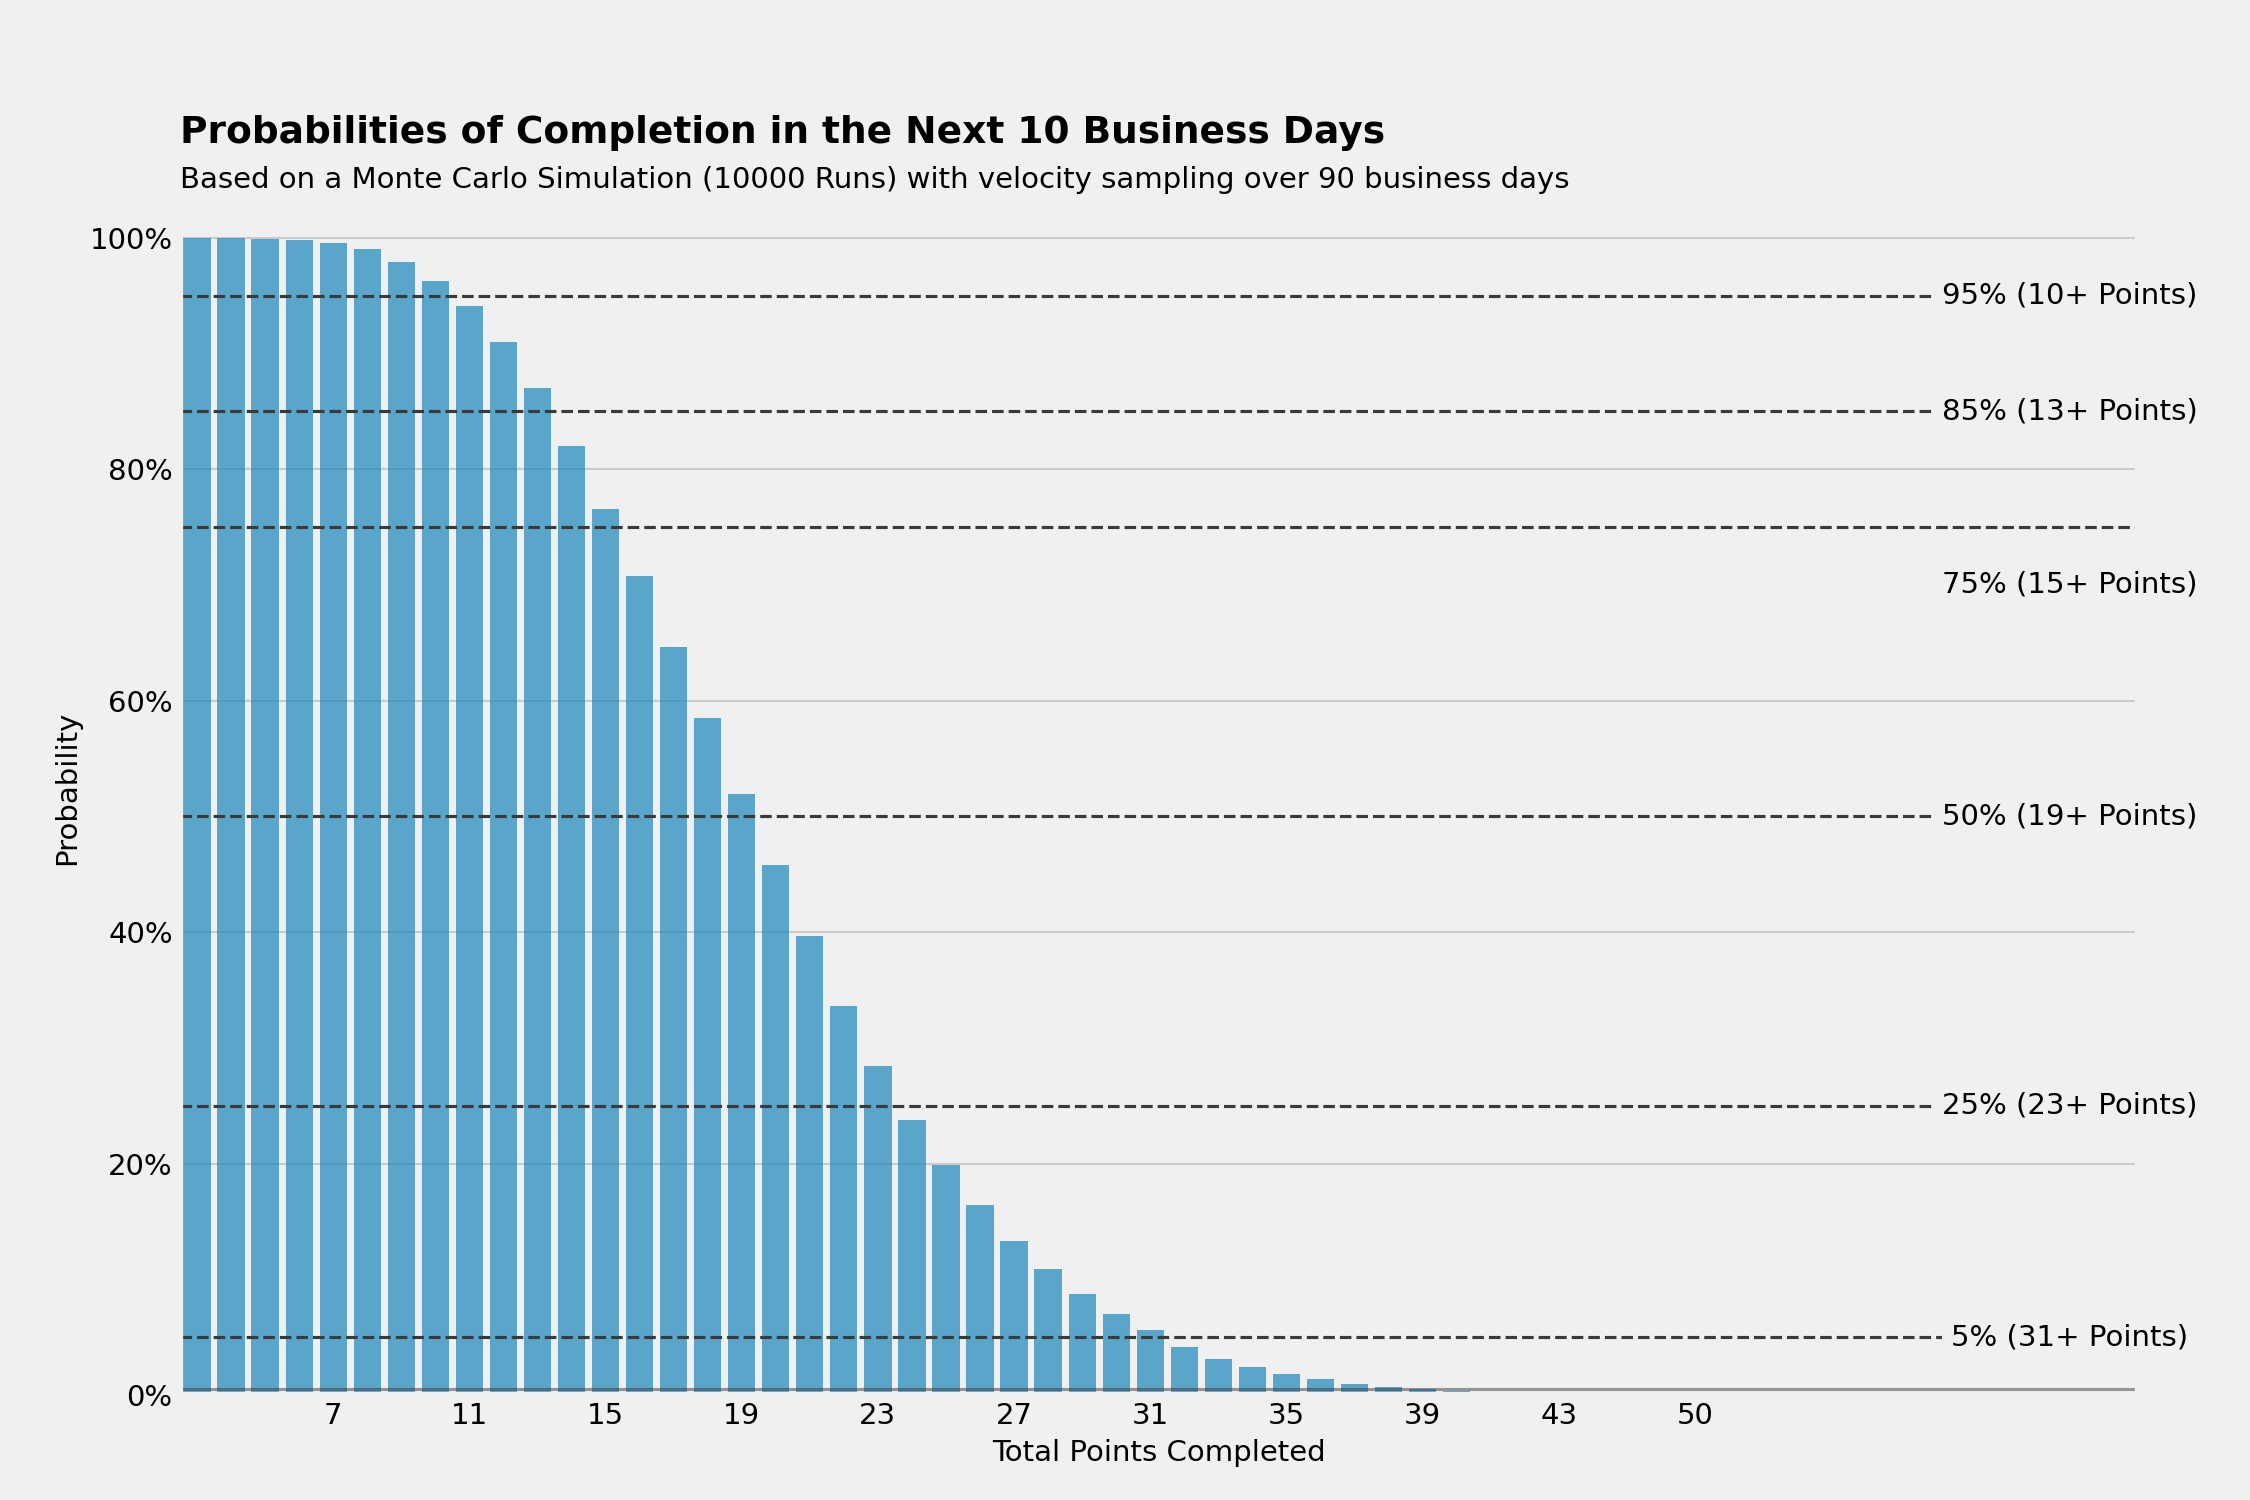 Probabilities of Completion in the Next 10 Business Days
Based on a Monte Carlo Simulation (10000 Runs) with velocity sampling over 90 business days
100%
95% (10+ Points)
85% (13+ Points)
80%
75% (15+ Points)
60%
Probability
50% (19+ Points)
40%
25% (23+ Points)
20%
5% (31+ Points)
0%
7 11 15 19 23 27 31 35 39 43 50
Total Points Completed